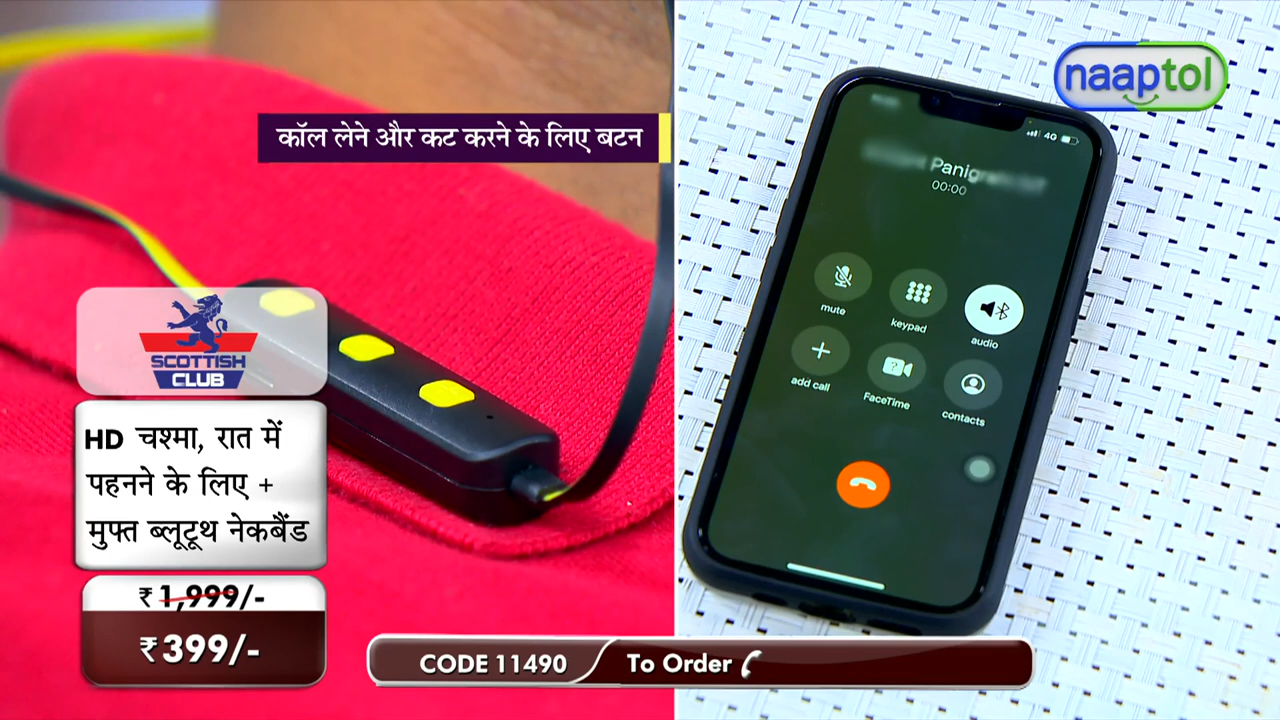 naaptol
कॉल लेने और कट करने के लिए बटन
4G
00:00
mute
keypad
audio
add call
FaceTime
contacts
SCOTTISH
CLUB
HD चश्मा, रात में
पहनने के लिए +
मुफ्त ब्लूटूथ नेकबैंड
₹1,999/-
₹399/-
CODE 11490
To Order